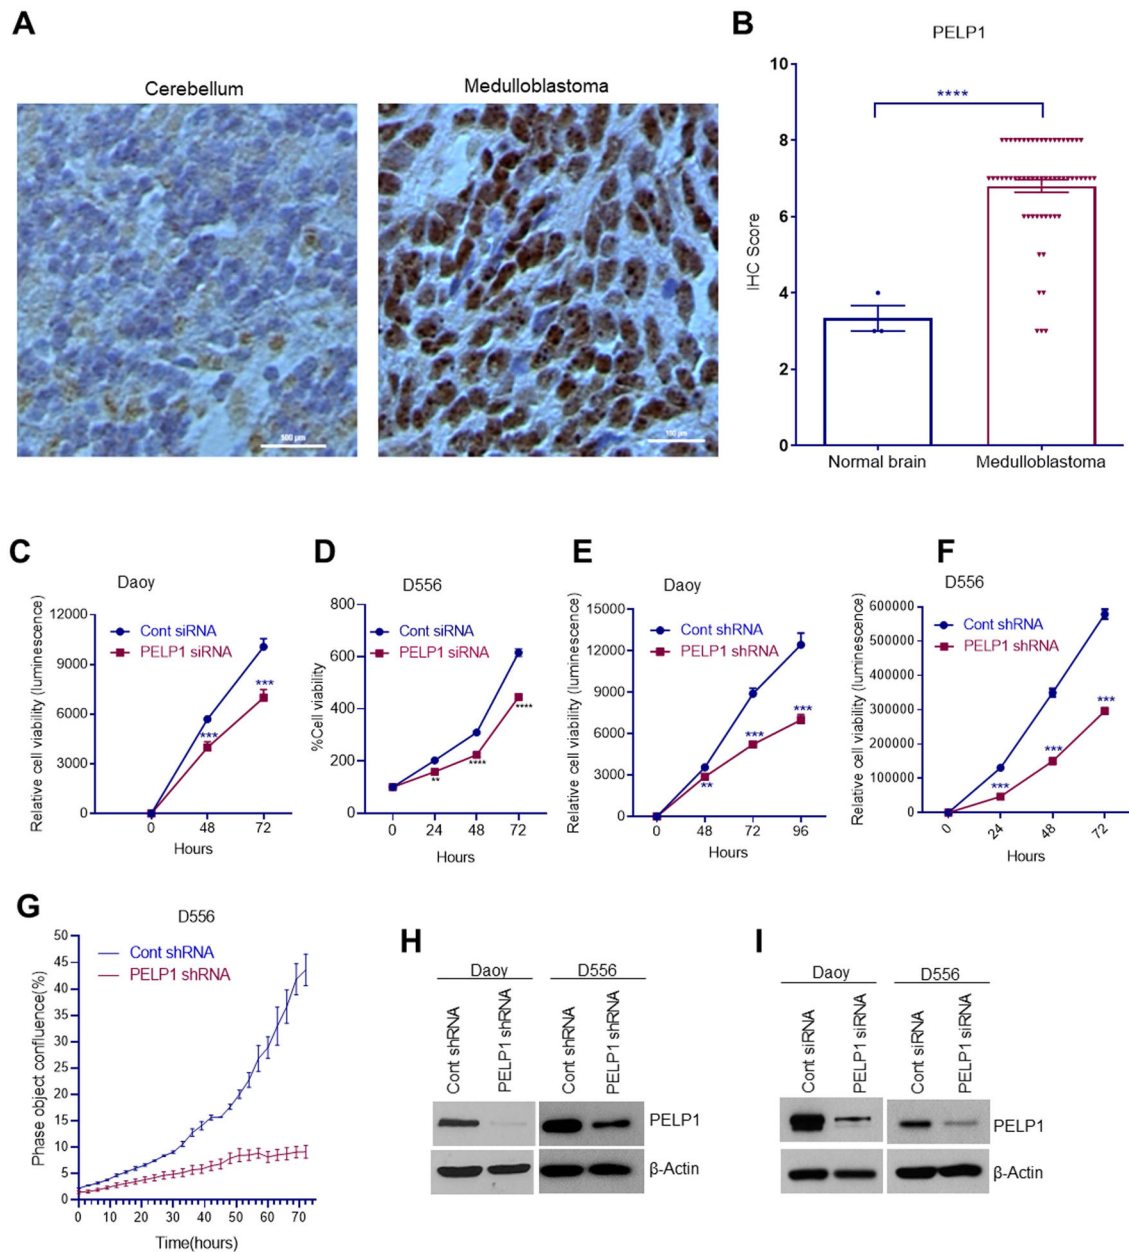 A
Cerebellum
Medulloblastoma
100 µm
100 µm
B
PELP1
****
10
8
6
4
2
0
IHC Score
Normal brain
Medulloblastoma
C
Daoy
Relative cell viability (luminescence)
12000
9000
6000
3000
0
Cont siRNA
PELP1 siRNA
***
***
0 48 72
Hours
D
D556
%Cell viability
800
600
400
200
0
Cont siRNA
PELP1 siRNA
**
****
****
0 24 48 72
Hours
E
Daoy
Relative cell viability (luminescence)
15000
12000
9000
6000
3000
0
Cont shRNA
PELP1 shRNA
**
***
***
0 48 72 96
Hours
F
D556
Relative cell viability (luminescence)
600000
500000
400000
300000
200000
100000
0
Cont shRNA
PELP1 shRNA
***
***
***
0 24 48 72
Hours
G
D556
Phase object confluence(%)
50
45
40
35
30
25
20
15
10
5
0
Cont shRNA
PELP1 shRNA
0 10 20 30 40 50 60 70
Time(hours)
H
Daoy
D556
Cont shRNA
PELP1 shRNA
Cont shRNA
PELP1 shRNA
PELP1
β-Actin
I
Daoy
D556
Cont siRNA
PELP1 siRNA
Cont siRNA
PELP1 siRNA
PELP1
β-Actin